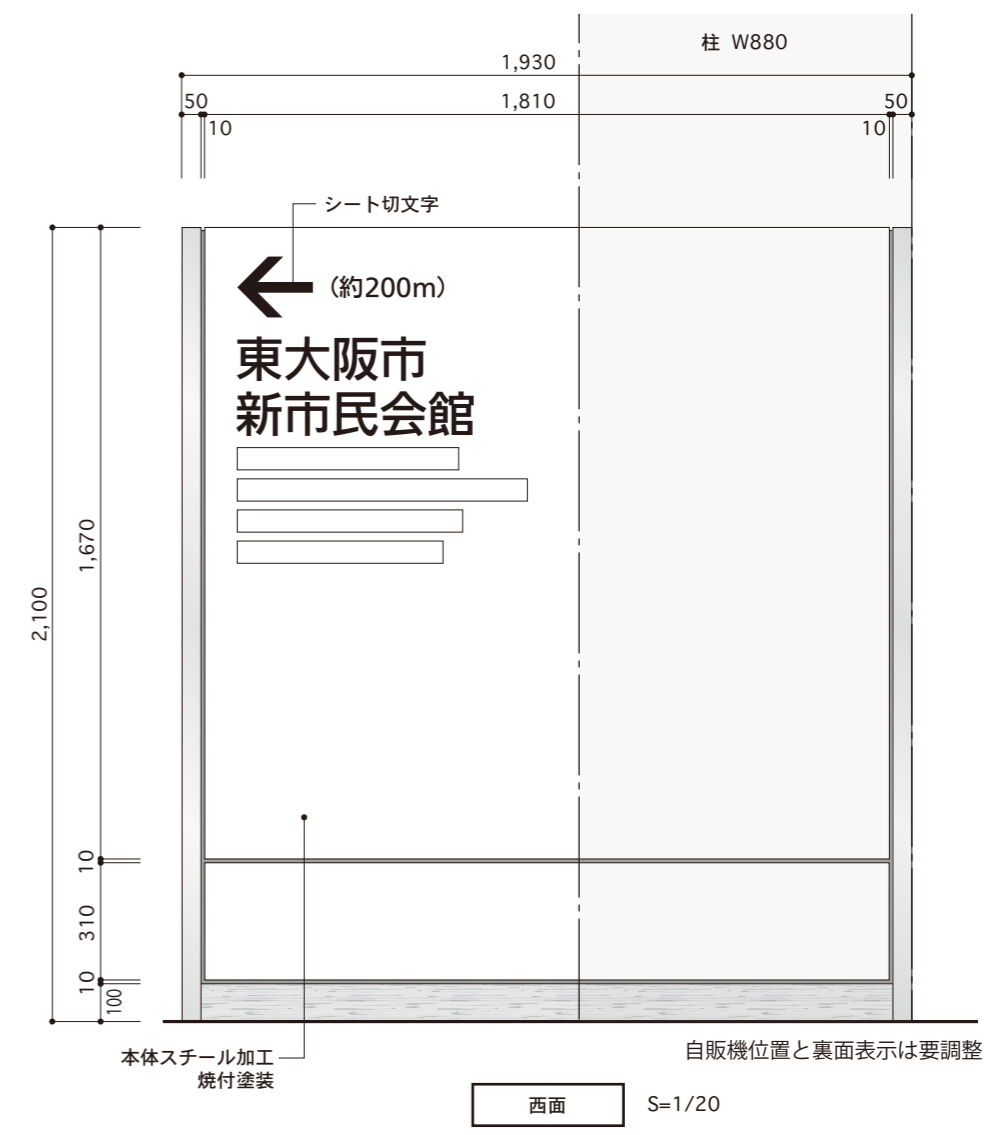 柱 W880
1,930
50
1,810
50
10
10
シート切文字
（約200m）
東大阪市
新市民会館
2,100
1,670
10
310
10
100
本体スチール加工
焼付塗装
自販機位置と裏面表示は要調整
西面
S=1/20